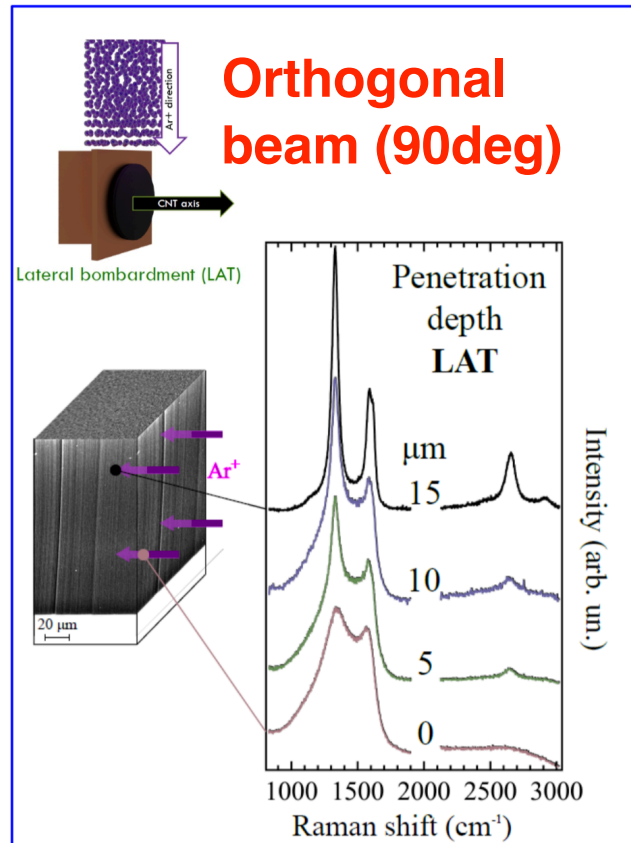 Orthogonal
beam (90deg)
Ar+ direction
CNT axis
Lateral bombardment (LAT)
Penetration
depth
LAT
μm
15
10
5
0
Ar⁺
20 μm
Intensity (arb. un.)
1000 1500 2000 2500 3000
Raman shift (cm⁻¹)